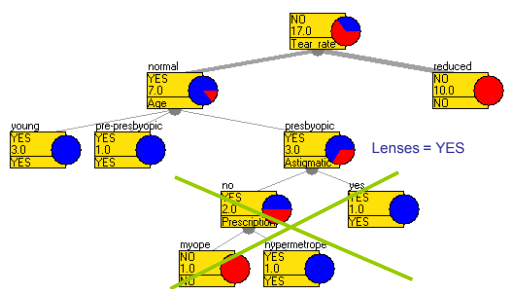 NO
17.0
Tear rate
normal
YES
7.0
Age
reduced
NO
10.0
NO
young
YES
3.0
YES
pre-presbyopic
YES
1.0
YES
presbyopic
YES
3.0
Astigmatic
Lenses = YES
no
YES
2.0
Prescription
yes
YES
1.0
YES
myope
NO
1.0
NO
hypermetrope
YES
1.0
YES